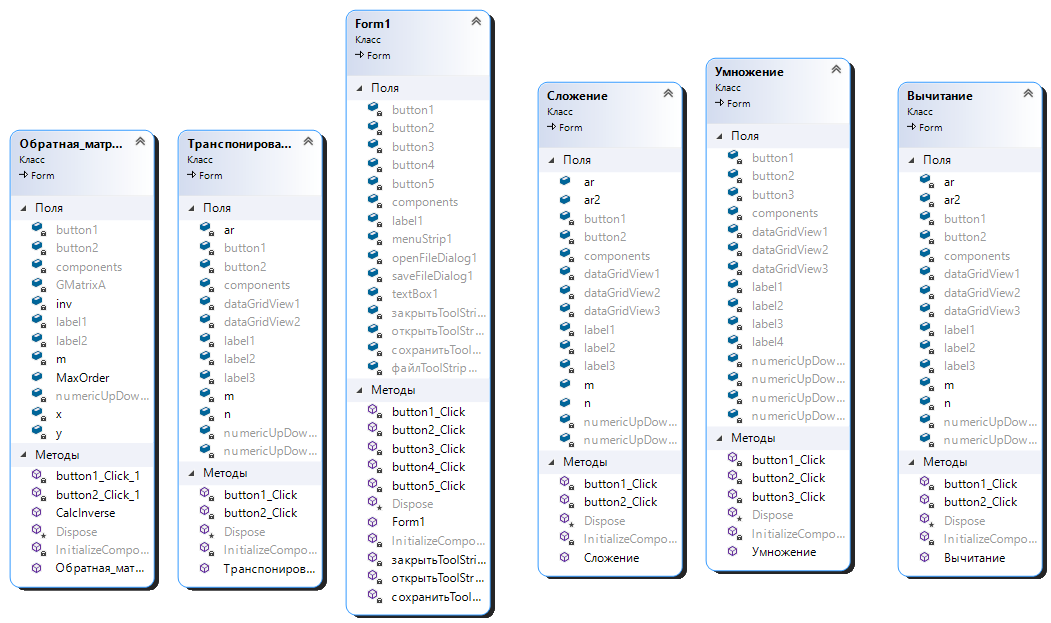 Обратная_матр...
Класс
Form
Поля
button1
button2
components
GMatrixA
inv
label1
label2
m
MaxOrder
numericUpDow...
x
y
Методы
button1_Click_1
button2_Click_1
CalcInverse
Dispose
InitializeCompo...
Обратная_мат...
Транспонирова...
Класс
Form
Поля
ar
button1
button2
components
dataGridView1
dataGridView2
label1
label2
label3
m
n
numericUpDow...
numericUpDow...
Методы
button1_Click
button2_Click
Dispose
InitializeCompo...
Транспониров...
Form1
Класс
Form
Поля
button1
button2
button3
button4
button5
components
label1
menuStrip1
openFileDialog1
saveFileDialog1
textBox1
закрытьToolStri...
открытьToolStr...
сохранитьTool...
файлToolStrip...
Методы
button1_Click
button2_Click
button3_Click
button4_Click
button5_Click
Dispose
Form1
InitializeCompo...
закрытьToolStri...
открытьToolStr...
сохранитьTool...
Сложение
Класс
Form
Поля
ar
ar2
button1
button2
components
dataGridView1
dataGridView2
dataGridView3
label1
label2
label3
m
n
numericUpDow...
numericUpDow...
Методы
button1_Click
button2_Click
Dispose
InitializeCompo...
Сложение
Умножение
Класс
Form
Поля
button1
button2
button3
components
dataGridView1
dataGridView2
dataGridView3
label1
label2
label3
label4
numericUpDow...
numericUpDow...
numericUpDow...
numericUpDow...
Методы
button1_Click
button2_Click
button3_Click
Dispose
InitializeCompo...
Умножение
Вычитание
Класс
Form
Поля
ar
ar2
button1
button2
components
dataGridView1
dataGridView2
dataGridView3
label1
label2
label3
m
n
numericUpDow...
numericUpDow...
Методы
button1_Click
button2_Click
Dispose
InitializeCompo...
Вычитание